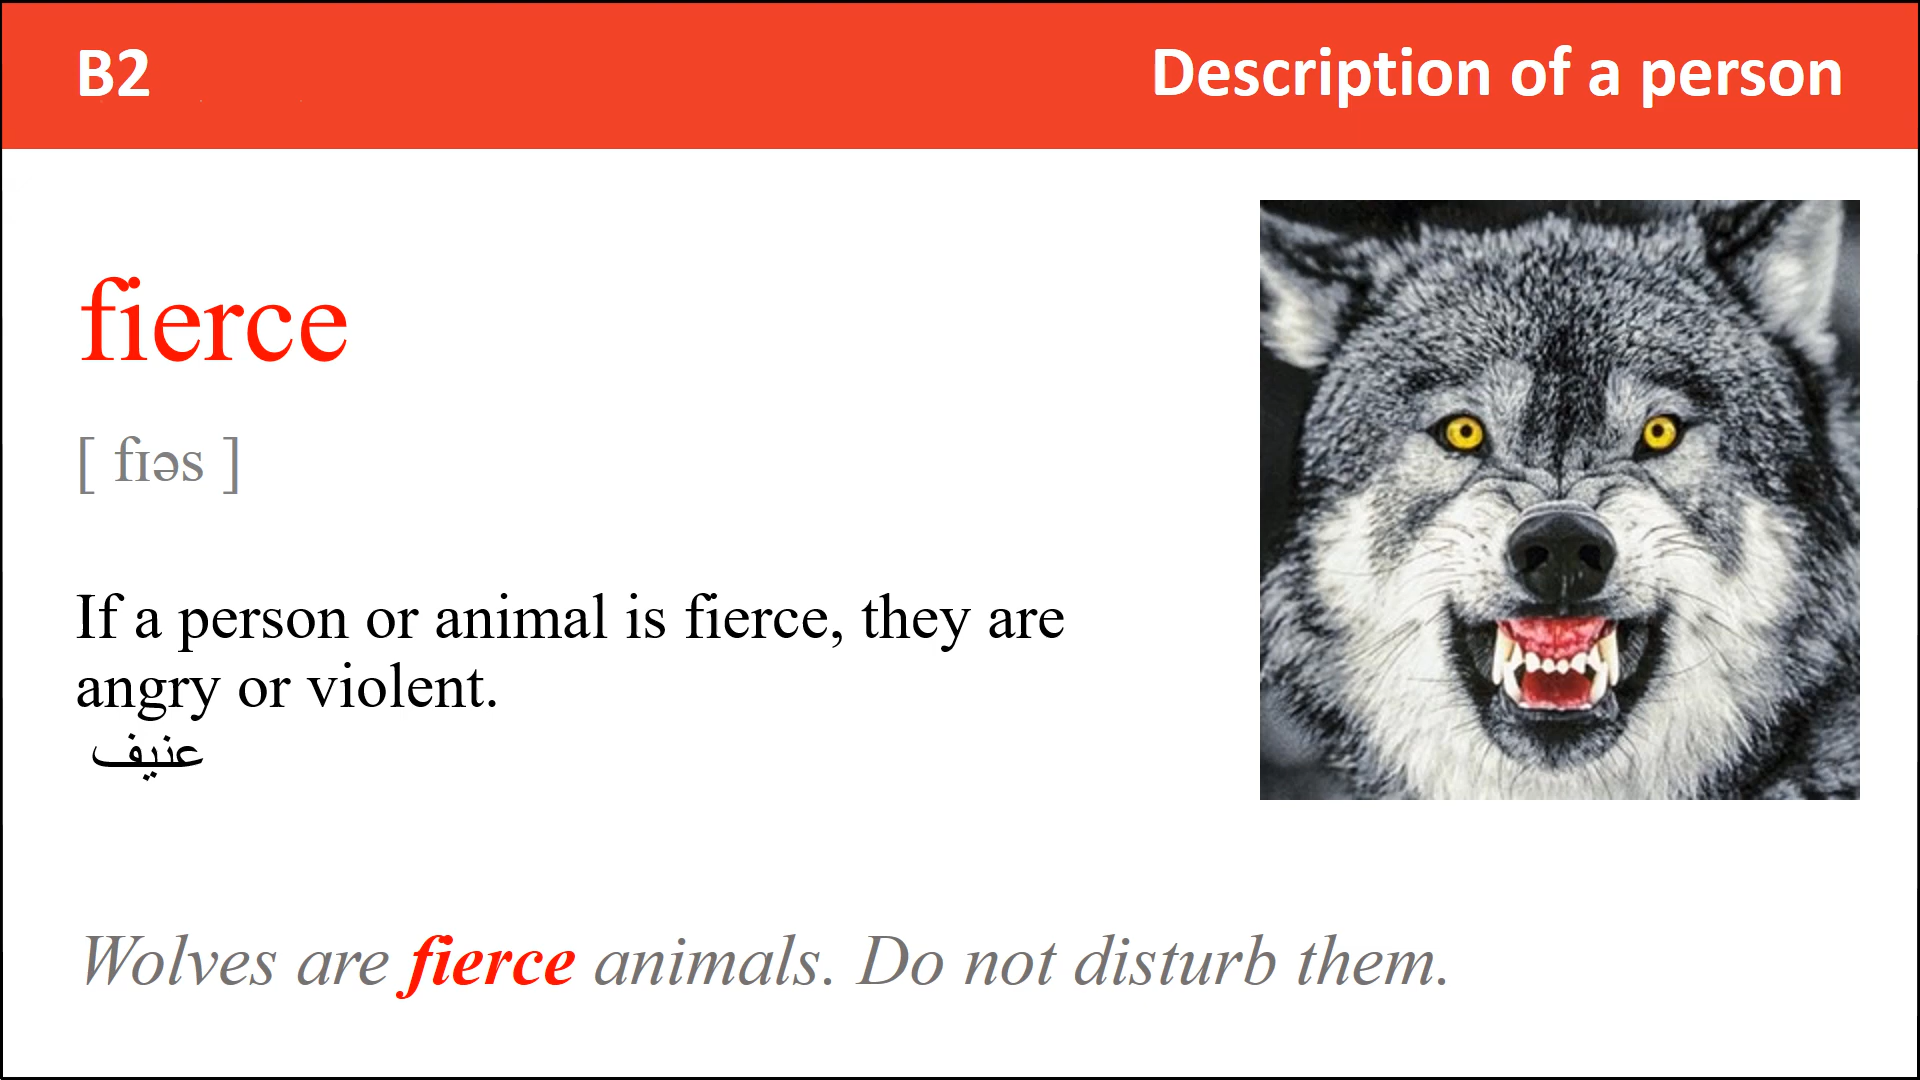 B2
Description of a person
fierce
[ fɪəs ]
If a person or animal is fierce, they are
angry or violent.
عنيف
Wolves are fierce animals. Do not disturb them.